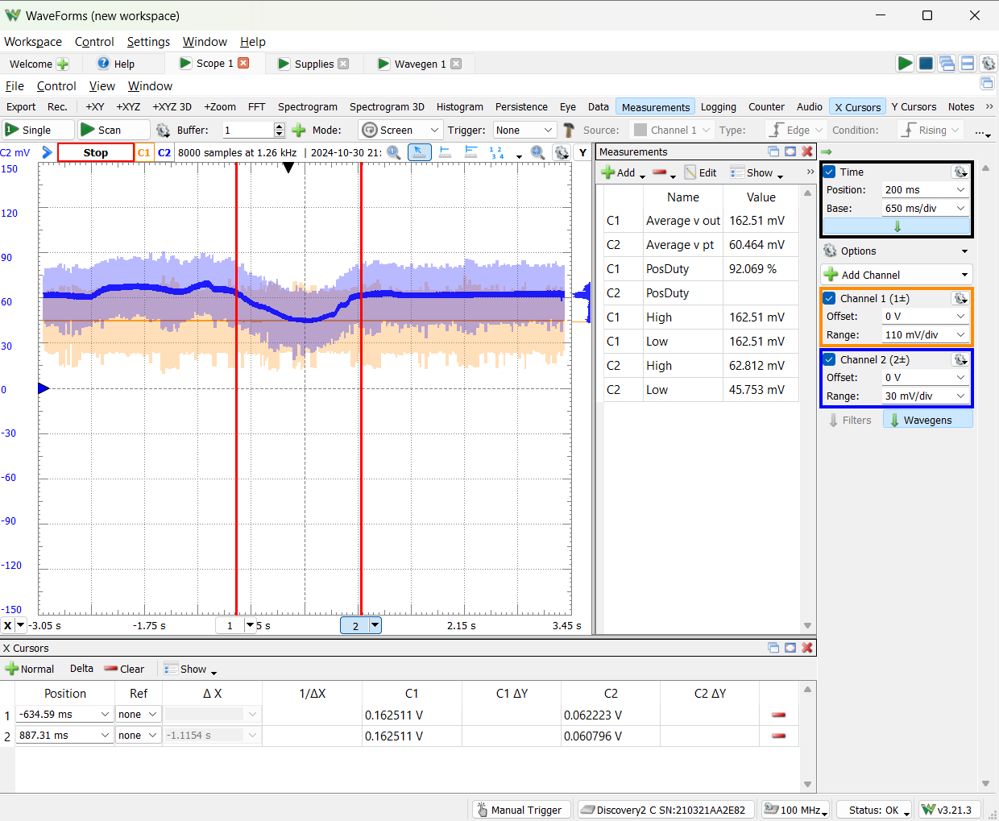 WaveForms (new workspace)
Workspace Control Settings Window Help
Welcome Help Scope 1 Supplies Wavegen 1
File Control View Window
Export Rec. +XY +XYZ +XYZ 3D +Zoom FFT Spectrogram Spectrogram 3D Histogram Persistence Eye Data Measurements Logging Counter Audio X Cursors Y Cursors Notes »
1 Single Scan Buffer: 1 Mode: Screen Trigger: None Source: Channel 1 Type: Edge Condition: Rising ...
C2 mV Stop C1 C2 8000 samples at 1.26 kHz | 2024-10-30 21: 1 2 3 4 Y
150
120
90
60
30
0
-30
-60
-90
-120
-150
X -3.05 s -1.75 s 1 5 s 2 2.15 s 3.45 s
Measurements
Add Edit Show »
Name Value
C1 Average v out 162.51 mV
C2 Average v pt 60.464 mV
C1 PosDuty 92.069 %
C2 PosDuty
C1 High 162.51 mV
C1 Low 162.51 mV
C2 High 62.812 mV
C2 Low 45.753 mV
Time
Position: 200 ms
Base: 650 ms/div
Options
Add Channel
Channel 1 (1±)
Offset: 0 V
Range: 110 mV/div
Channel 2 (2±)
Offset: 0 V
Range: 30 mV/div
Filters Wavegens
X Cursors
Normal Delta Clear Show
Position Ref Δ X 1/ΔX C1 C1 ΔY C2 C2 ΔY
1 -634.59 ms none 0.162511 V 0.062223 V
2 887.31 ms none -1.1154 s 0.162511 V 0.060796 V
Manual Trigger Discovery2 C SN:210321AA2E82 100 MHz Status: OK v3.21.3